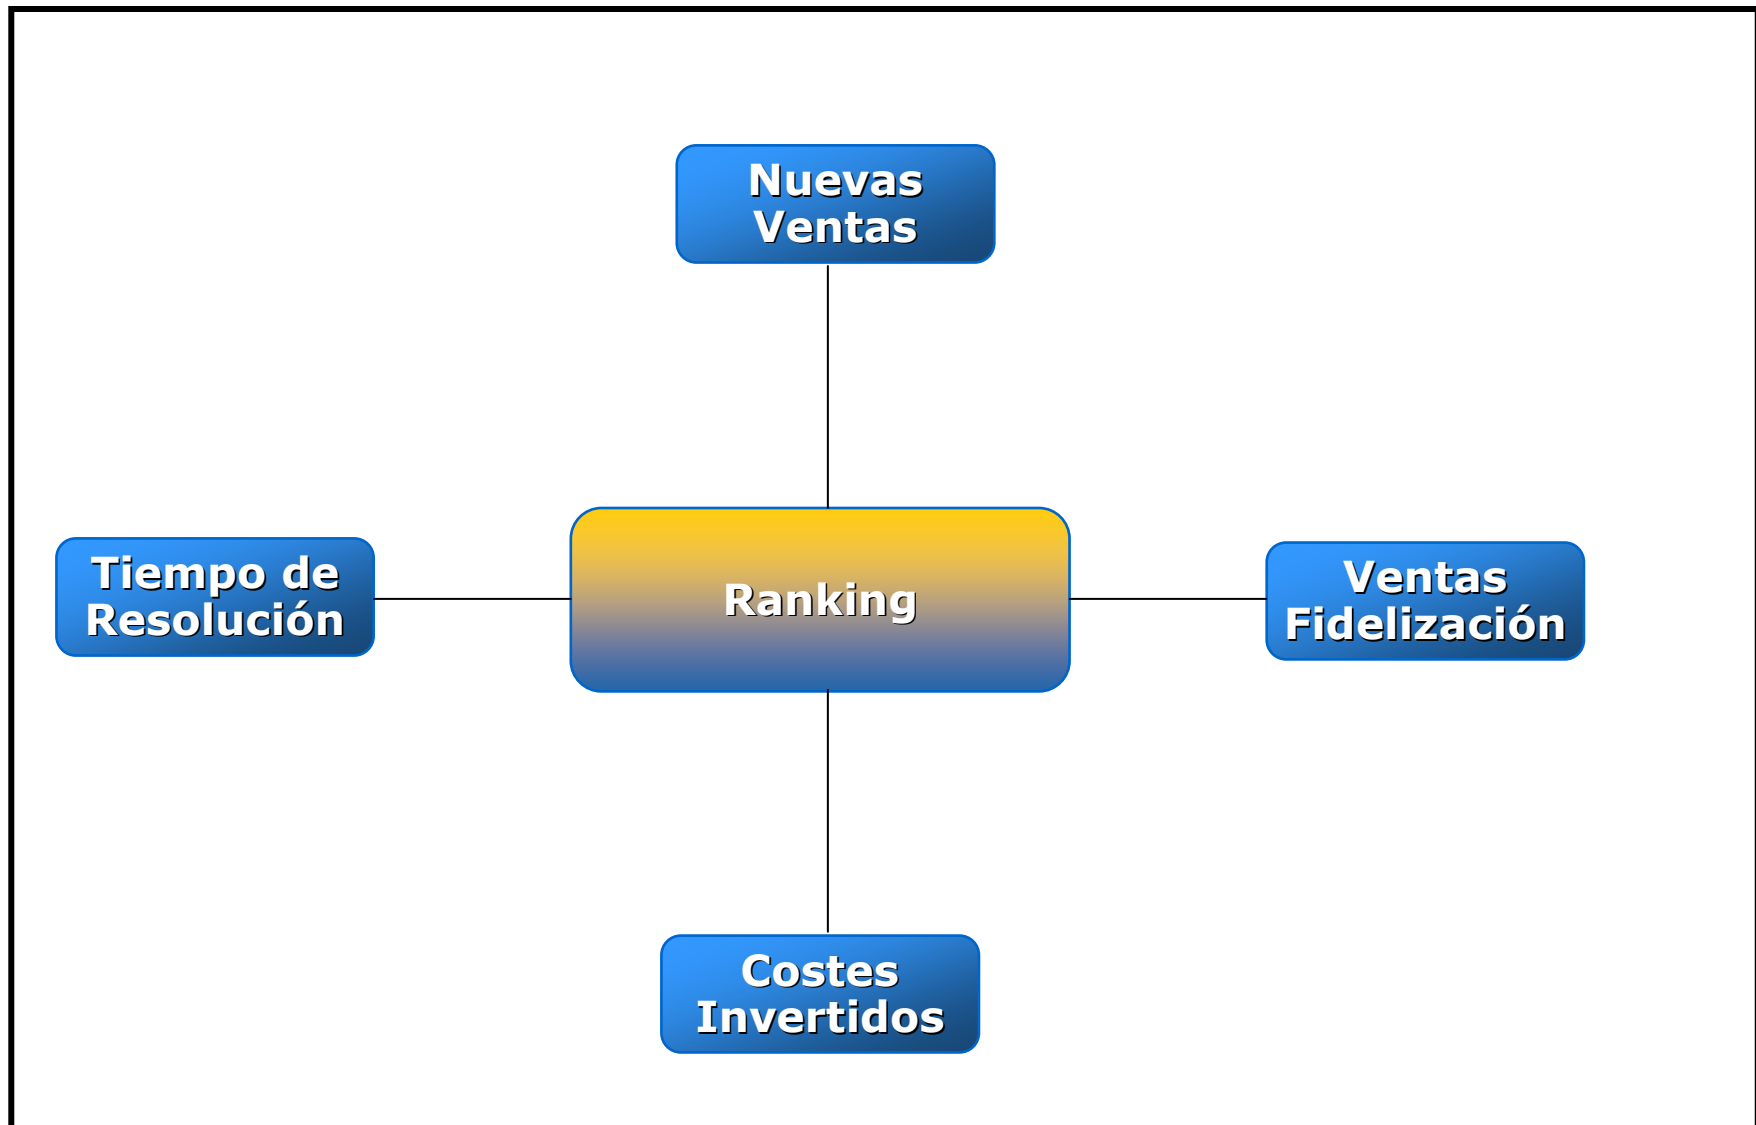 Nuevas
Ventas
Tiempo de
Resolución
Ranking
Ventas
Fidelización
Costes
Invertidos